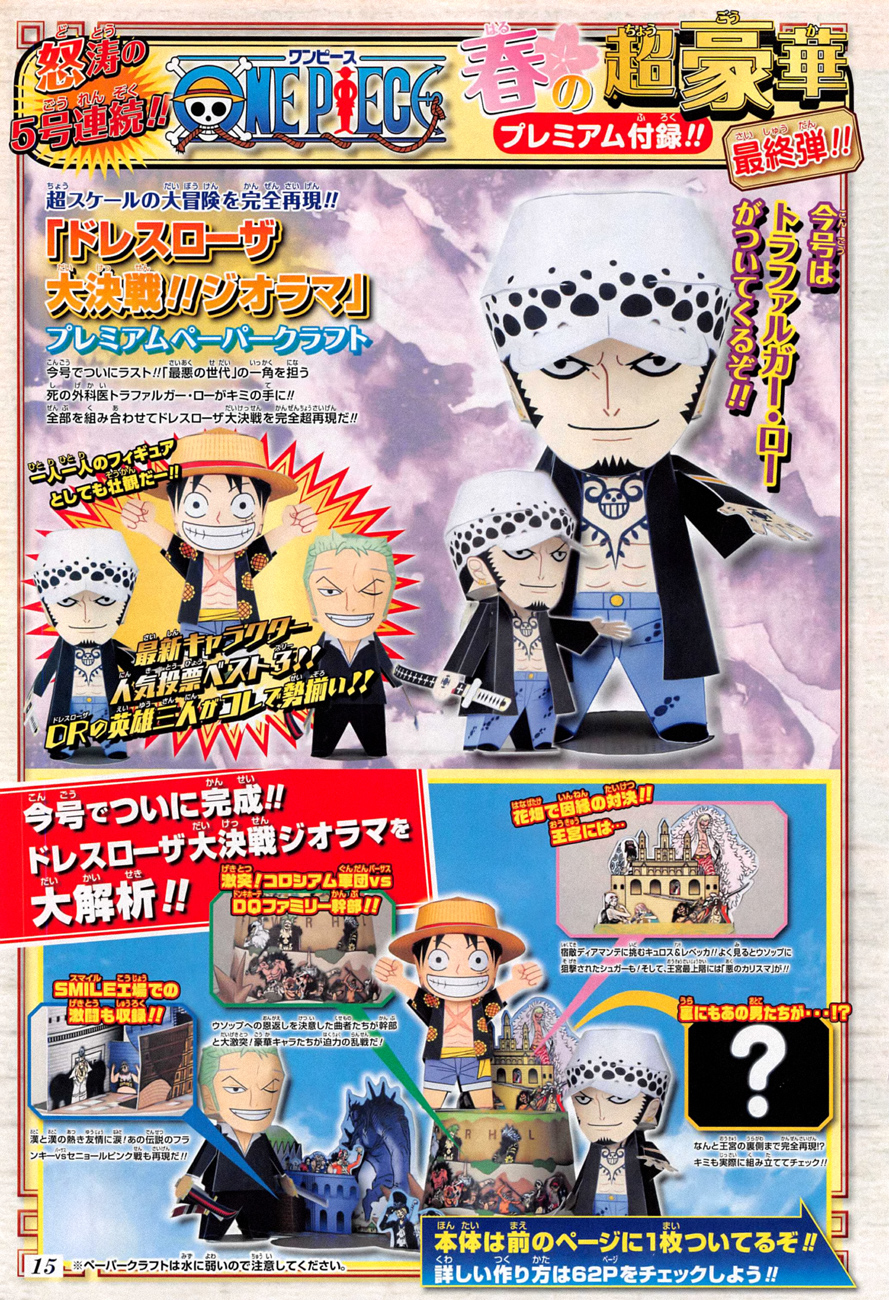 怒涛の
5号連続!!
ワンピース
ONE PIECE
春の超豪華
プレミアム付録!!
最終弾!!
超スケールの大冒険を完全再現!!
「ドレスローザ
大決戦!!ジオラマ」
プレミアムペーパークラフト
今号でついにラスト!!「最悪の世代」の一角を担う
死の外科医トラファルガー・ローがキミの手に!!
全部を組み合わせてドレスローザ大決戦を完全超再現だ!!
今号は
トラファルガー・ロー
がついてくるぞ!!
一人一人のフィギュア
としても壮観だー!!
最新キャラクター
人気投票ベスト3!!
DRの英雄三人がコレで勢揃い!!
今号でついに完成!!
ドレスローザ大決戦ジオラマを
大解析!!
花畑で因縁の対決!!
王宮には…
宿敵ディアマンテに挑むキュロス&レベッカ!!よく見るとウソップに
狙撃されたシュガーも!そして、王宮最上階には「悪のカリスマ」が!!
激突!コロシアム軍団vs
DQファミリー幹部!!
ウソップへの恩返しを決意した曲者たちが幹部
と大激突!豪華キャラたちが迫力の乱戦だ!
SMILE工場での
激闘も収録!!
漢と漢の熱き友情に涙!あの伝説のフラ
ンキーvsセニョールピンク戦も再現だ!!
裏にもあの男たちが・・・!?
?
なんと王宮の裏側まで完全再現!?
キミも実際に組み立ててチェック!!
本体は前のページに1枚ついてるぞ!!
詳しい作り方は62Pをチェックしよう!!
15
※ペーパークラフトは水に弱いので注意してください。